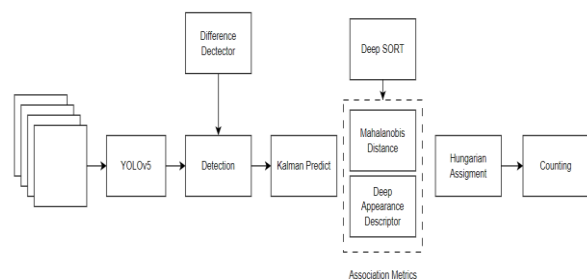 Difference
Dectector
Deep SORT
YOLOv5
Detection
Kalman Predict
Mahalanobis
Distance
Deep
Appearance
Descriptor
Hungarian
Assigment
Counting
Association Metrics